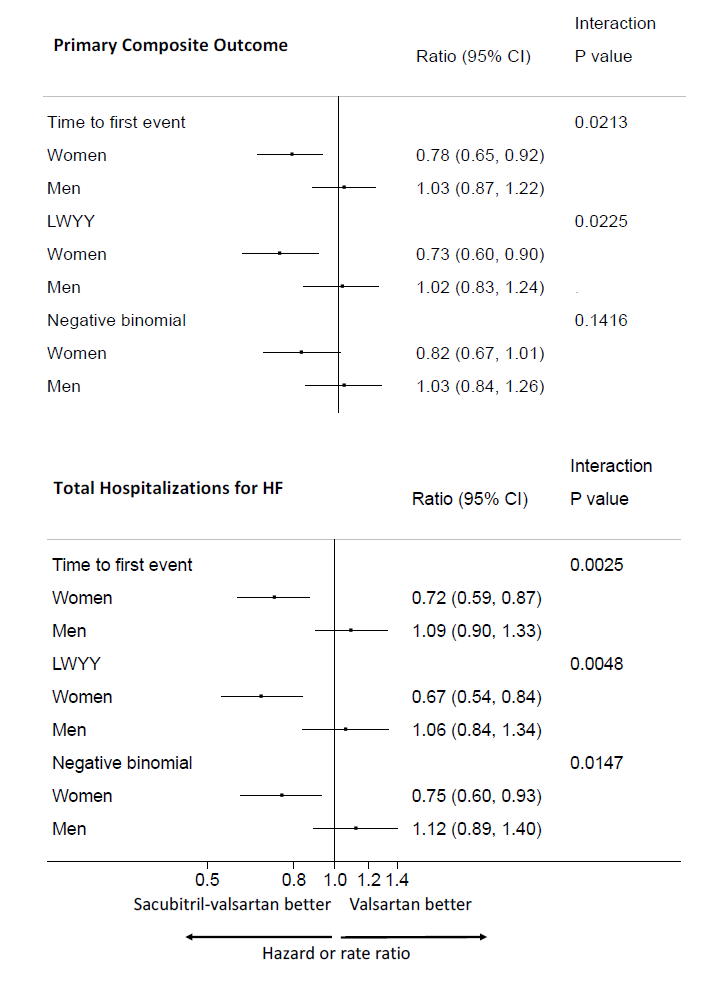 Interaction
Primary Composite Outcome
Ratio (95% CI) P value
Time to first event 0.0213
Women 0.78 (0.65, 0.92)
Men 1.03 (0.87, 1.22)
LWYY 0.0225
Women 0.73 (0.60, 0.90)
Men 1.02 (0.83, 1.24)
Negative binomial 0.1416
Women 0.82 (0.67, 1.01)
Men 1.03 (0.84, 1.26)
Interaction
Total Hospitalizations for HF
Ratio (95% CI) P value
Time to first event 0.0025
Women 0.72 (0.59, 0.87)
Men 1.09 (0.90, 1.33)
LWYY 0.0048
Women 0.67 (0.54, 0.84)
Men 1.06 (0.84, 1.34)
Negative binomial 0.0147
Women 0.75 (0.60, 0.93)
Men 1.12 (0.89, 1.40)
0.5 0.8 1.0 1.2 1.4
Sacubitril-valsartan better Valsartan better
Hazard or rate ratio